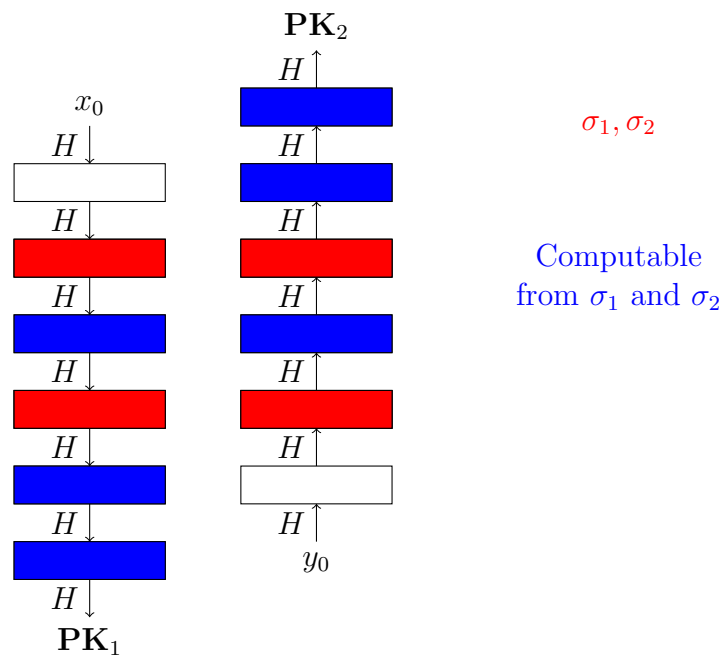 PK₂
H
x₀
H
H
H
H
H
H
H
PK₁
H
H
H
H
H
H
y₀
σ₁, σ₂
Computable
from σ₁ and σ₂